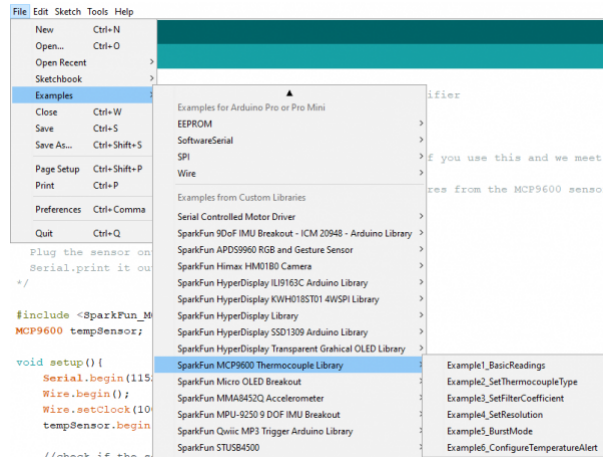 File Edit Sketch Tools Help
New Ctrl+N
Open... Ctrl+O
Open Recent
Sketchbook
Examples
Close Ctrl+W
Save Ctrl+S
Save As... Ctrl+Shift+S
Page Setup Ctrl+Shift+P
Print Ctrl+P
Preferences Ctrl+Comma
Quit Ctrl+Q
Examples for Arduino Pro or Pro Mini
EEPROM
SoftwareSerial
SPI
Wire
Examples from Custom Libraries
Serial Controlled Motor Driver
SparkFun 9DoF IMU Breakout - ICM 20948 - Arduino Library
SparkFun APDS9960 RGB and Gesture Sensor
SparkFun Himax HM01B0 Camera
SparkFun HyperDisplay ILI9163C Arduino Library
SparkFun HyperDisplay KWH018ST01 4WSPI Library
SparkFun HyperDisplay Library
SparkFun HyperDisplay SSD1309 Arduino Library
SparkFun HyperDisplay Transparent Grahical OLED Library
SparkFun MCP9600 Thermocouple Library
SparkFun Micro OLED Breakout
SparkFun MMA8452Q Accelerometer
SparkFun MPU-9250 9 DOF IMU Breakout
SparkFun Qwiic MP3 Trigger Arduino Library
SparkFun STUSB4500
Example1_BasicReadings
Example2_SetThermocoupleType
Example3_SetFilterCoefficient
Example4_SetResolution
Example5_BurstMode
Example6_ConfigureTemperatureAlert
ifier
f you use this and we meet
res from the MCP9600 senso
Plug the sensor on
Serial.print it ou
*/
#include <SparkFun_M
MCP9600 tempSensor;
void setup(){
Serial.begin(115
Wire.begin();
Wire.setClock(10
tempSensor.begin
//check if the se